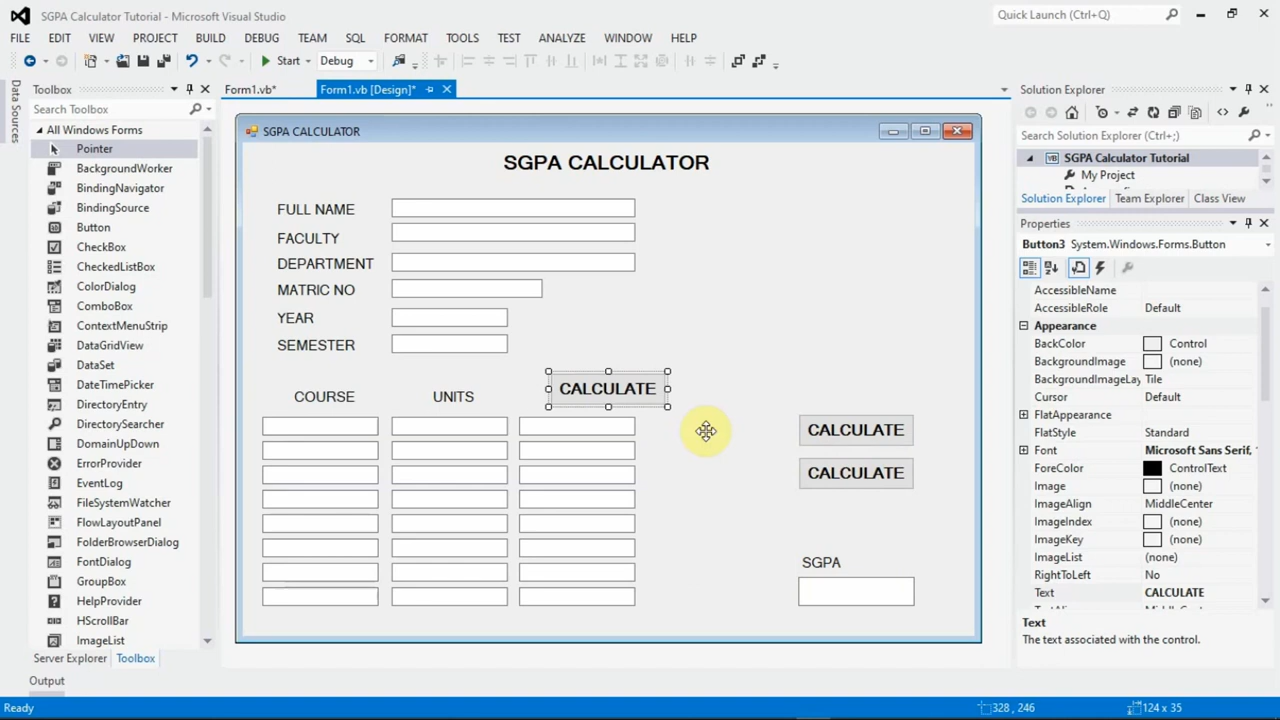 SGPA Calculator Tutorial - Microsoft Visual Studio
Quick Launch (Ctrl+Q)
FILE EDIT VIEW PROJECT BUILD DEBUG TEAM SQL FORMAT TOOLS TEST ANALYZE WINDOW HELP
Start Debug
Data Sources
Toolbox
Search Toolbox
All Windows Forms
Pointer
BackgroundWorker
BindingNavigator
BindingSource
Button
CheckBox
CheckedListBox
ColorDialog
ComboBox
ContextMenuStrip
DataGridView
DataSet
DateTimePicker
DirectoryEntry
DirectorySearcher
DomainUpDown
ErrorProvider
EventLog
FileSystemWatcher
FlowLayoutPanel
FolderBrowserDialog
FontDialog
GroupBox
HelpProvider
HScrollBar
ImageList
Server Explorer Toolbox
Output
Form1.vb* Form1.vb [Design]*
SGPA CALCULATOR
SGPA CALCULATOR
FULL NAME
FACULTY
DEPARTMENT
MATRIC NO
YEAR
SEMESTER
COURSE UNITS CALCULATE
CALCULATE
CALCULATE
SGPA
Solution Explorer
Search Solution Explorer (Ctrl+;)
SGPA Calculator Tutorial
My Project
Solution Explorer Team Explorer Class View
Properties
Button3 System.Windows.Forms.Button
AccessibleName
AccessibleRole Default
Appearance
BackColor Control
BackgroundImage (none)
BackgroundImageLay Tile
Cursor Default
FlatAppearance
FlatStyle Standard
Font Microsoft Sans Serif,
ForeColor ControlText
Image (none)
ImageAlign MiddleCenter
ImageIndex (none)
ImageKey (none)
ImageList (none)
RightToLeft No
Text CALCULATE
Text
The text associated with the control.
Ready 328 , 246 124 x 35